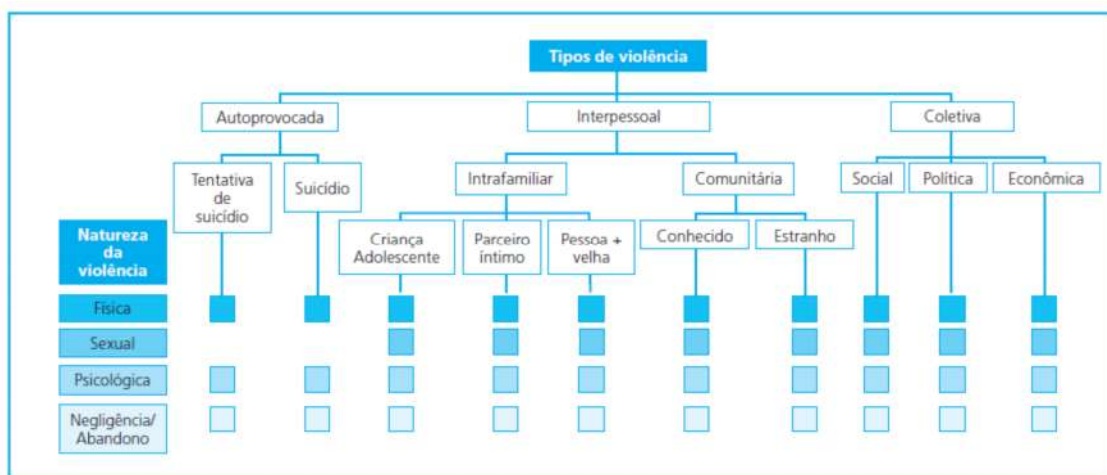 Tipos de violência
Autoprovocada
Interpessoal
Coletiva
Tentativa
de
suicídio
Suicídio
Intrafamiliar
Comunitária
Social
Política
Econômica
Natureza
da
violência
Criança
Adolescente
Parceiro
íntimo
Pessoa +
velha
Conhecido
Estranho
Física
Sexual
Psicológica
Negligência/
Abandono